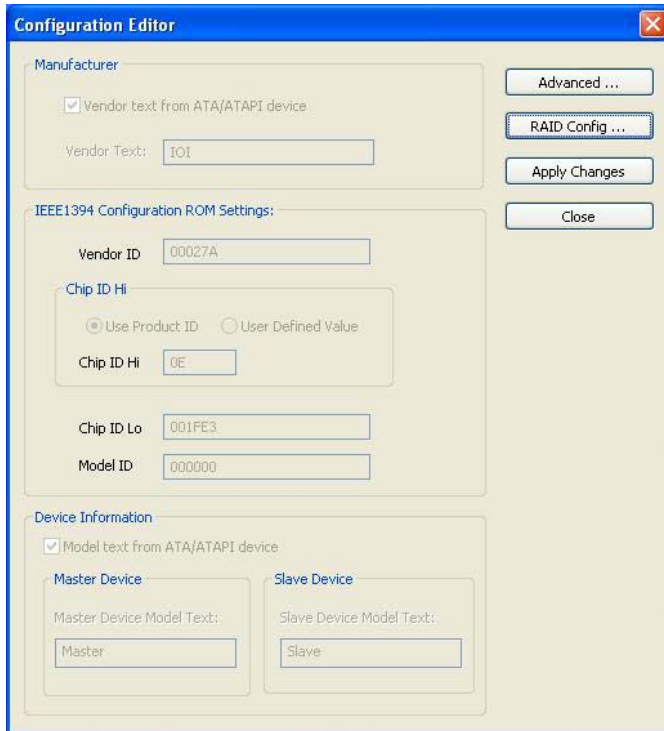 Configuration Editor
Manufacturer
Vendor text from ATA/ATAPI device
Vendor Text: IOI
IEEE1394 Configuration ROM Settings:
Vendor ID 00027A
Chip ID Hi
Use Product ID User Defined Value
Chip ID Hi 0E
Chip ID Lo 001FE3
Model ID 000000
Device Information
Model text from ATA/ATAPI device
Master Device
Master Device Model Text:
Master
Slave Device
Slave Device Model Text:
Slave
Advanced ...
RAID Config ...
Apply Changes
Close